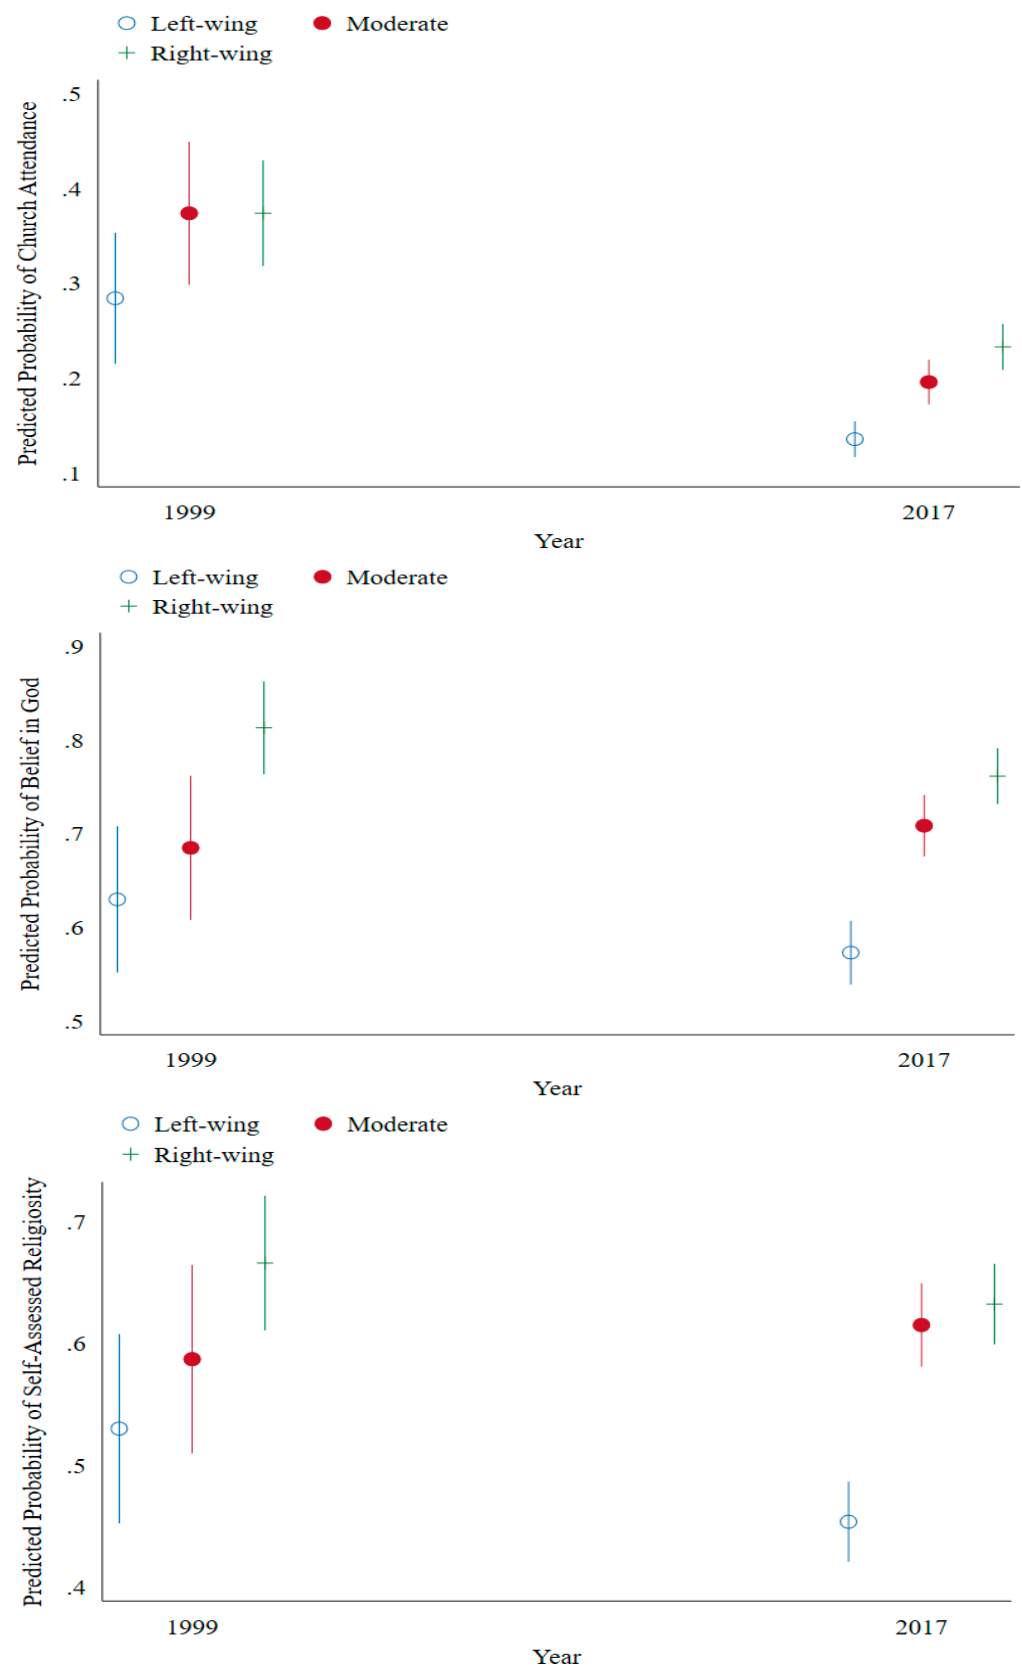 Left-wing Moderate
Right-wing
Predicted Probability of Church Attendance
.5
.4
.3
.2
.1
1999 2017
Year
Left-wing Moderate
Right-wing
Predicted Probability of Belief in God
.9
.8
.7
.6
.5
1999 2017
Year
Left-wing Moderate
Right-wing
Predicted Probability of Self-Assessed Religiosity
.7
.6
.5
.4
1999 2017
Year